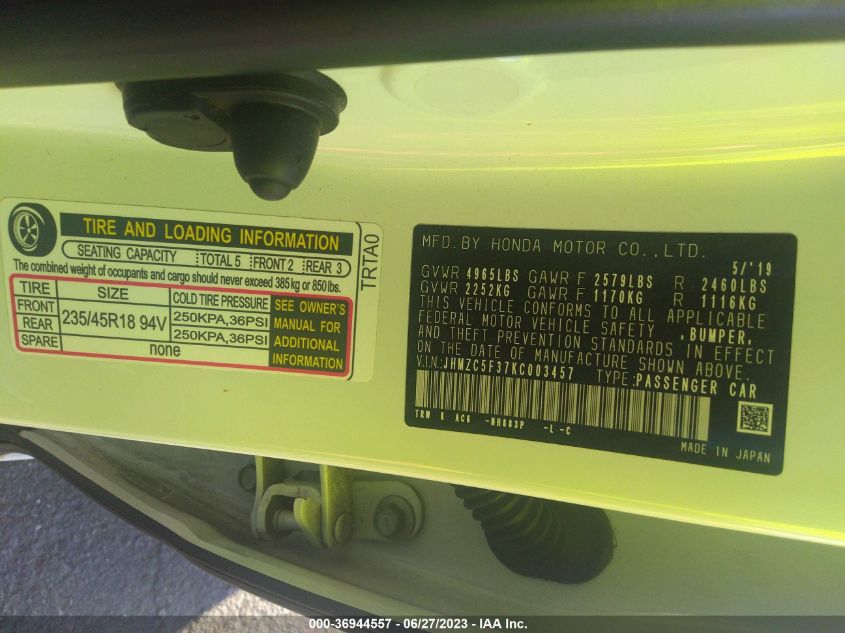 TIRE AND LOADING INFORMATION
SEATING CAPACITY TOTAL 5 FRONT 2 REAR 3
The combined weight of occupants and cargo should never exceed 385 kg or 850 lbs.
TIRE SIZE COLD TIRE PRESSURE SEE OWNER'S
FRONT 235/45R18 94V 250KPA,36PSI MANUAL FOR
REAR 250KPA,36PSI ADDITIONAL
SPARE none INFORMATION
TRTA0
MFD.BY HONDA MOTOR CO.,LTD.
5/'19
GVWR 4965LBS GAWR F 2579LBS R 2460LBS
GVWR 2252KG GAWR F 1170KG R 1116KG
THIS VEHICLE CONFORMS TO ALL APPLICABLE
FEDERAL MOTOR VEHICLE SAFETY ,BUMPER,
AND THEFT PREVENTION STANDARDS IN EFFECT
ON THE DATE OF MANUFACTURE SHOWN ABOVE.
V.I.N:JHMZC5F37KC003457 TYPE:PASSENGER CAR
TRW K AC6 -NH883P -L-C
MADE IN JAPAN
000-36944557 - 06/27/2023 - IAA Inc.